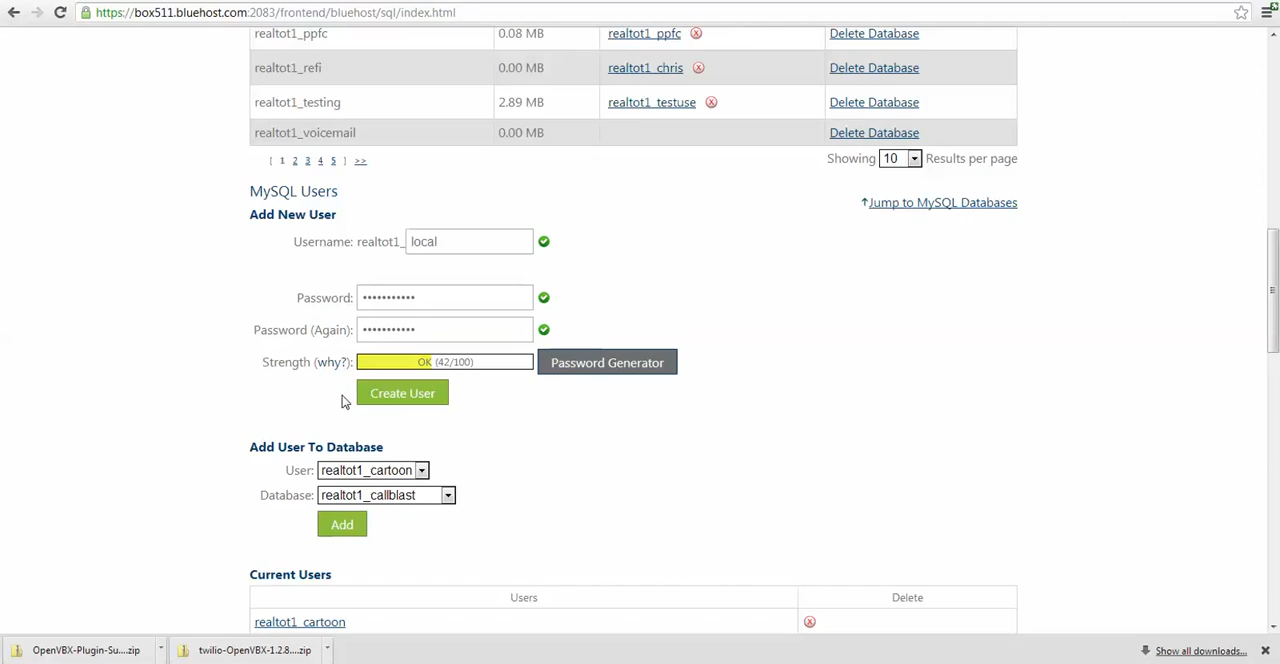 https://box511.bluehost.com:2083/frontend/bluehost/sql/index.html
realtot1_ppfc 0.08 MB realtot1_ppfc Delete Database
realtot1_refi 0.00 MB realtot1_chris Delete Database
realtot1_testing 2.89 MB realtot1_testuse Delete Database
realtot1_voicemail 0.00 MB Delete Database
[ 1 2 3 4 5 ] >> Showing 10 Results per page
MySQL Users
↑Jump to MySQL Databases
Add New User
Username: realtot1_ local
Password: •••••••••••
Password (Again): •••••••••••
Strength (why?): OK (42/100) Password Generator
Create User
Add User To Database
User: realtot1_cartoon
Database: realtot1_callblast
Add
Current Users
Users Delete
realtot1_cartoon
OpenVBX-Plugin-Su....zip twilio-OpenVBX-1.2.8....zip Show all downloads...